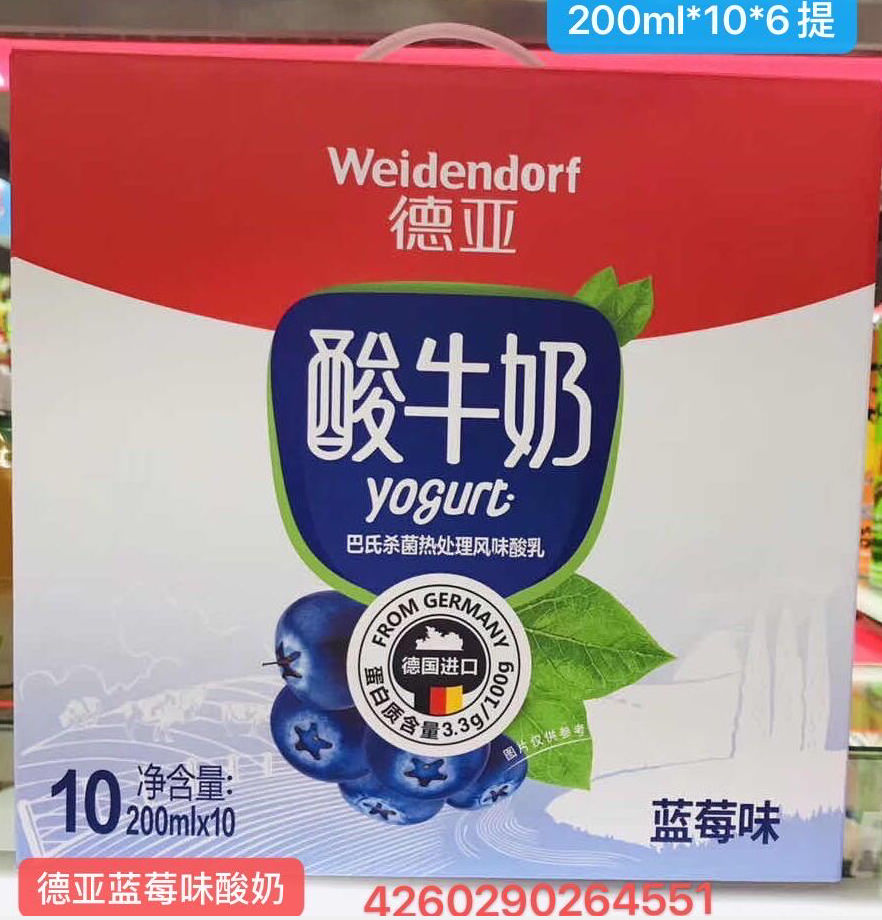 200ml*10*6提
Weidendorf
德亚
酸牛奶
yogurt
巴氏杀菌热处理风味酸乳
FROM GERMANY
德国进口
蛋白质含量3.3g/100g
图片仅供参考
10 净含量:
200mlx10
蓝莓味
德亚蓝莓味酸奶
4260290264551